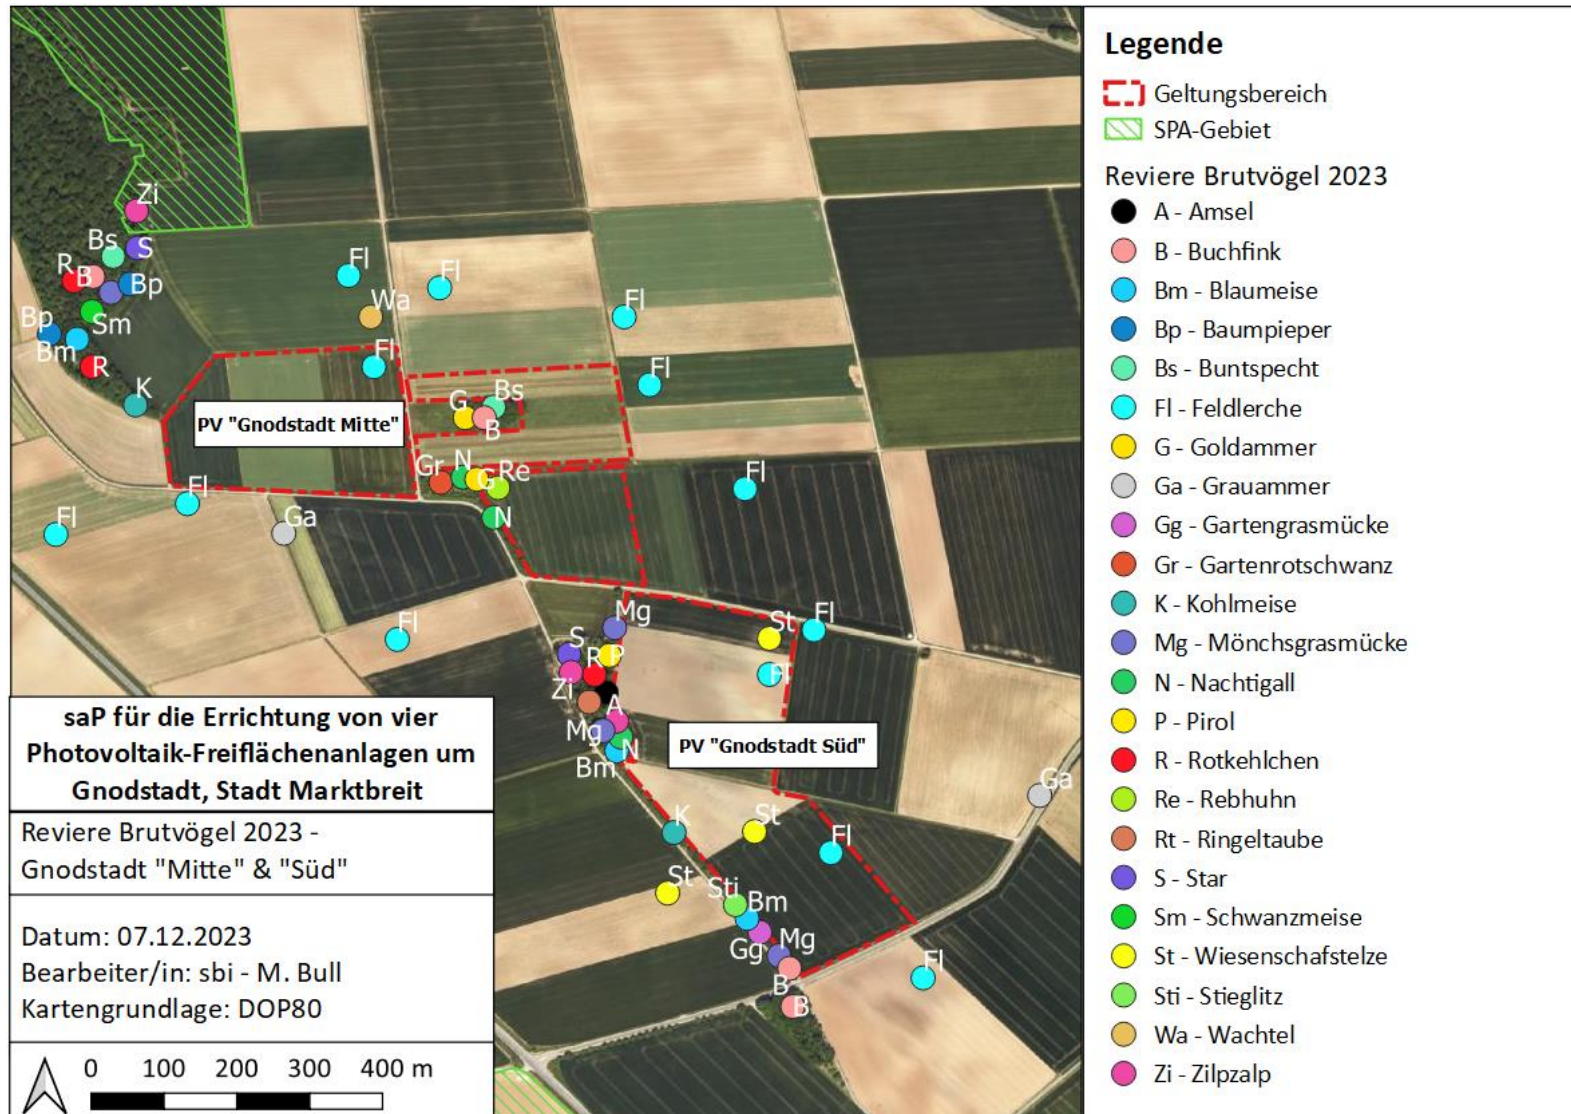 Zi
Bs
S
R
B
Bp
Sm
Bp
Bm
R
K
Fl
Fl
Wa
Fl
Fl
Fl
PV "Gnodstadt Mitte"
G
Bs
B
Gr
N
G
Re
N
Fl
Fl
Fl
Ga
Fl
Mg
S
R
P
Zi
A
Mg
N
Bm
St
Fl
Fl
PV "Gnodstadt Süd"
Ga
K
St
Fl
St
Sti
Bm
Gg
Mg
B
B
Fl
saP für die Errichtung von vier
Photovoltaik-Freiflächenanlagen um
Gnodstadt, Stadt Marktbreit
Reviere Brutvögel 2023 -
Gnodstadt "Mitte" & "Süd"
Datum: 07.12.2023
Bearbeiter/in: sbi - M. Bull
Kartengrundlage: DOP80
0 100 200 300 400 m
Legende
Geltungsbereich
SPA-Gebiet
Reviere Brutvögel 2023
A - Amsel
B - Buchfink
Bm - Blaumeise
Bp - Baumpieper
Bs - Buntspecht
Fl - Feldlerche
G - Goldammer
Ga - Grauammer
Gg - Gartengrasmücke
Gr - Gartenrotschwanz
K - Kohlmeise
Mg - Mönchsgrasmücke
N - Nachtigall
P - Pirol
R - Rotkehlchen
Re - Rebhuhn
Rt - Ringeltaube
S - Star
Sm - Schwanzmeise
St - Wiesenschafstelze
Sti - Stieglitz
Wa - Wachtel
Zi - Zilpzalp